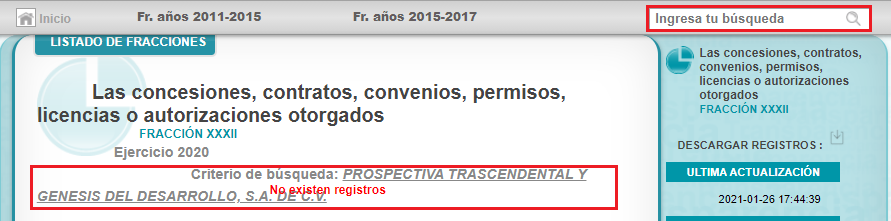 Inicio
Fr. años 2011-2015
Fr. años 2015-2017
Ingresa tu búsqueda
LISTADO DE FRACCIONES
Las concesiones, contratos, convenios, permisos,
licencias o autorizaciones otorgados
FRACCIÓN XXXII
Ejercicio 2020
Criterio de búsqueda: PROSPECTIVA TRASCENDENTAL Y
GENESIS DEL DESARROLLO, S.A. DE C.V.
No existen registros
Las concesiones, contratos,
convenios, permisos,
licencias o autorizaciones
otorgados
FRACCIÓN XXXII
DESCARGAR REGISTROS :
ULTIMA ACTUALIZACIÓN
2021-01-26 17:44:39